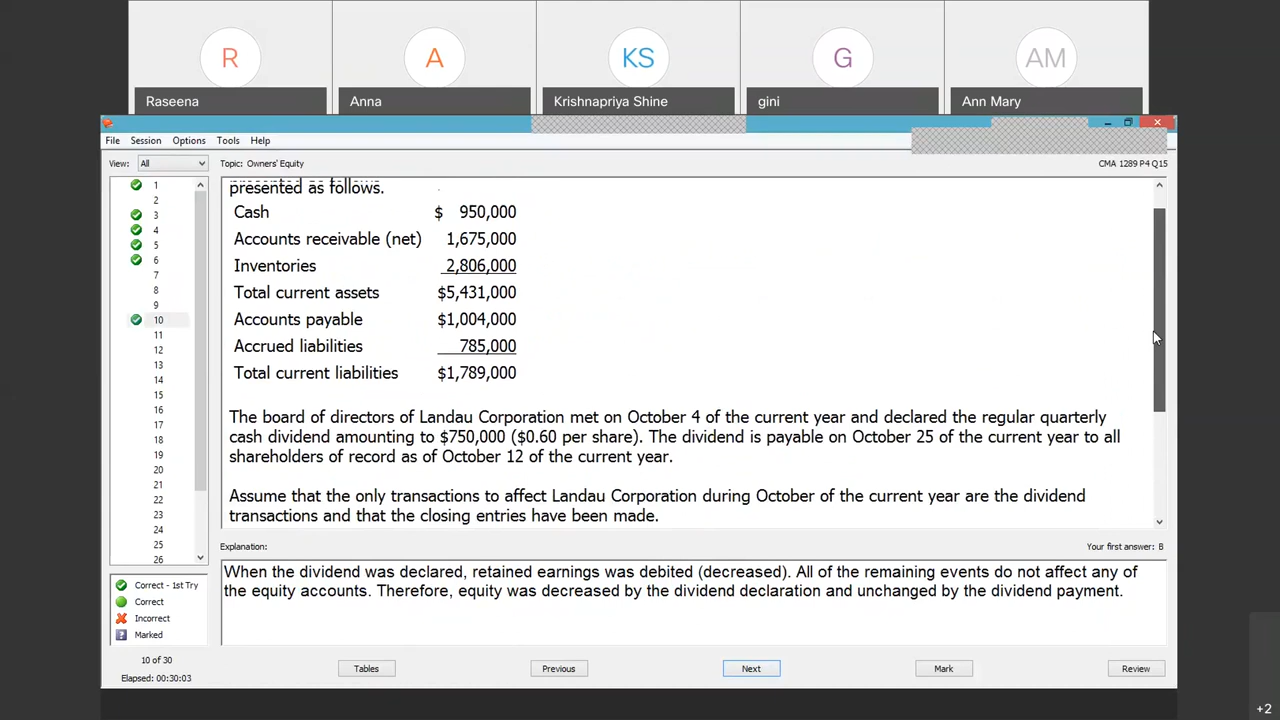 R
A
KS
G
AM
Raseena
Anna
Krishnapriya Shine
gini
Ann Mary
File Session Options Tools Help
View: All
Topic: Owners' Equity
CMA 1289 P4 Q15
1
2
3
4
5
6
7
8
9
10
11
12
13
14
15
16
17
18
19
20
21
22
23
24
25
26
presented as follows.
Cash $ 950,000
Accounts receivable (net) 1,675,000
Inventories 2,806,000
Total current assets $5,431,000
Accounts payable $1,004,000
Accrued liabilities 785,000
Total current liabilities $1,789,000
The board of directors of Landau Corporation met on October 4 of the current year and declared the regular quarterly
cash dividend amounting to $750,000 ($0.60 per share). The dividend is payable on October 25 of the current year to all
shareholders of record as of October 12 of the current year.
Assume that the only transactions to affect Landau Corporation during October of the current year are the dividend
transactions and that the closing entries have been made.
Explanation:
Your first answer: B
When the dividend was declared, retained earnings was debited (decreased). All of the remaining events do not affect any of
the equity accounts. Therefore, equity was decreased by the dividend declaration and unchanged by the dividend payment.
Correct - 1st Try
Correct
Incorrect
Marked
10 of 30
Elapsed: 00:30:03
Tables
Previous
Next
Mark
Review
+2